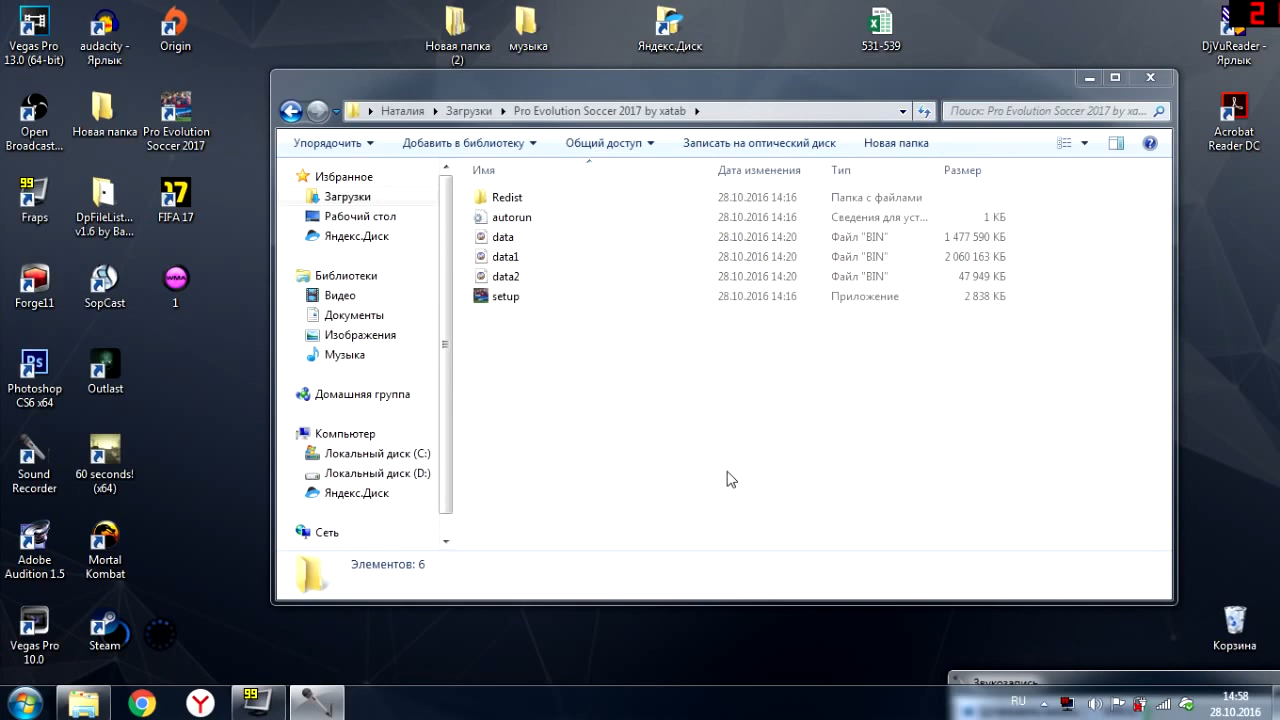 Vegas Pro
13.0 (64-bit)
audacity -
Ярлык
Origin
Новая папка
(2)
музыка
Яндекс.Диск
531-539
2
DjVuReader -
Ярлык
Open
Broadcast...
Новая папка
Pro Evolution
Soccer 2017
Acrobat
Reader DC
99
Fraps
DpFileList...
v1.6 by Ba...
17
FIFA 17
Forge11
SopCast
WMA
1
Ps
Photoshop
CS6 x64
Outlast
Sound
Recorder
60 seconds!
(x64)
Adobe
Audition 1.5
Mortal
Kombat
Vegas Pro
10.0
Steam
Корзина
Наталия
Загрузки
Pro Evolution Soccer 2017 by xatab
Поиск: Pro Evolution Soccer 2017 by xa...
Упорядочить
Добавить в библиотеку
Общий доступ
Записать на оптический диск
Новая папка
Избранное
Загрузки
Рабочий стол
Яндекс.Диск
Библиотеки
Видео
Документы
Изображения
Музыка
Домашняя группа
Компьютер
Локальный диск (C:)
Локальный диск (D:)
Яндекс.Диск
Сеть
Имя Дата изменения Тип Размер
Redist 28.10.2016 14:16 Папка с файлами
autorun 28.10.2016 14:16 Сведения для уст... 1 КБ
data 28.10.2016 14:20 Файл "BIN" 1 477 590 КБ
data1 28.10.2016 14:20 Файл "BIN" 2 060 163 КБ
data2 28.10.2016 14:20 Файл "BIN" 47 949 КБ
setup 28.10.2016 14:16 Приложение 2 838 КБ
Элементов: 6
Звукозапись
99
RU
14:58
28.10.2016